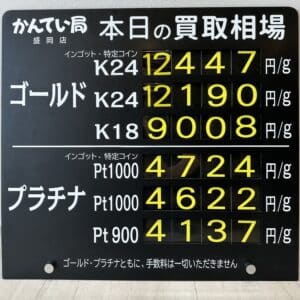 かんてい局
盛岡店
本日の買取相場
インゴット・特定コイン
K24 12447 円/g
ゴールド K24 12190 円/g
K18 9008 円/g
インゴット・特定コイン
Pt1000 4724 円/g
プラチナ Pt1000 4622 円/g
Pt900 4137 円/g
ゴールド・プラチナともに、手数料は一切いただきません